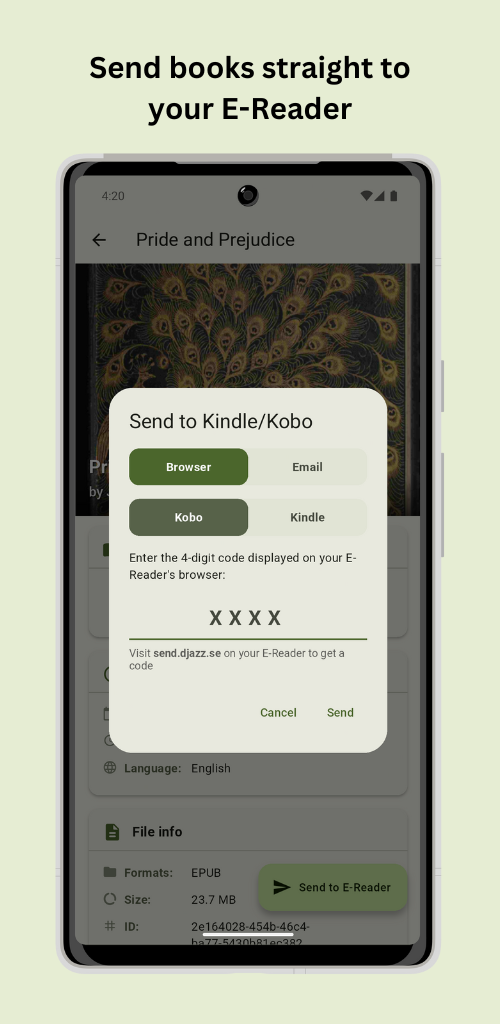 Send books straight to
your E-Reader
4:20
Pride and Prejudice
Send to Kindle/Kobo
Browser
Email
Kobo
Kindle
Enter the 4-digit code displayed on your E-
Reader's browser:
X X X X
Visit send.djazz.se on your E-Reader to get a
code
Cancel
Send
Language: English
File info
Formats: EPUB
Size: 23.7 MB
Send to E-Reader
ID: 2e164028-454b-46c4-
ba77-5430b81ec382